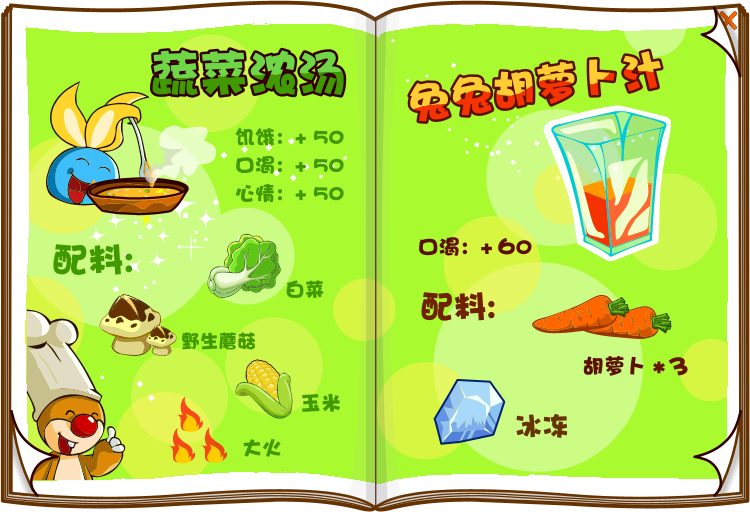 蔬菜浓汤
饥饿：+50
口渴：+50
心情：+50
配料：
白菜
野生蘑菇
玉米
大火
兔兔胡萝卜汁
口渴：+60
配料：
胡萝卜*3
冰冻